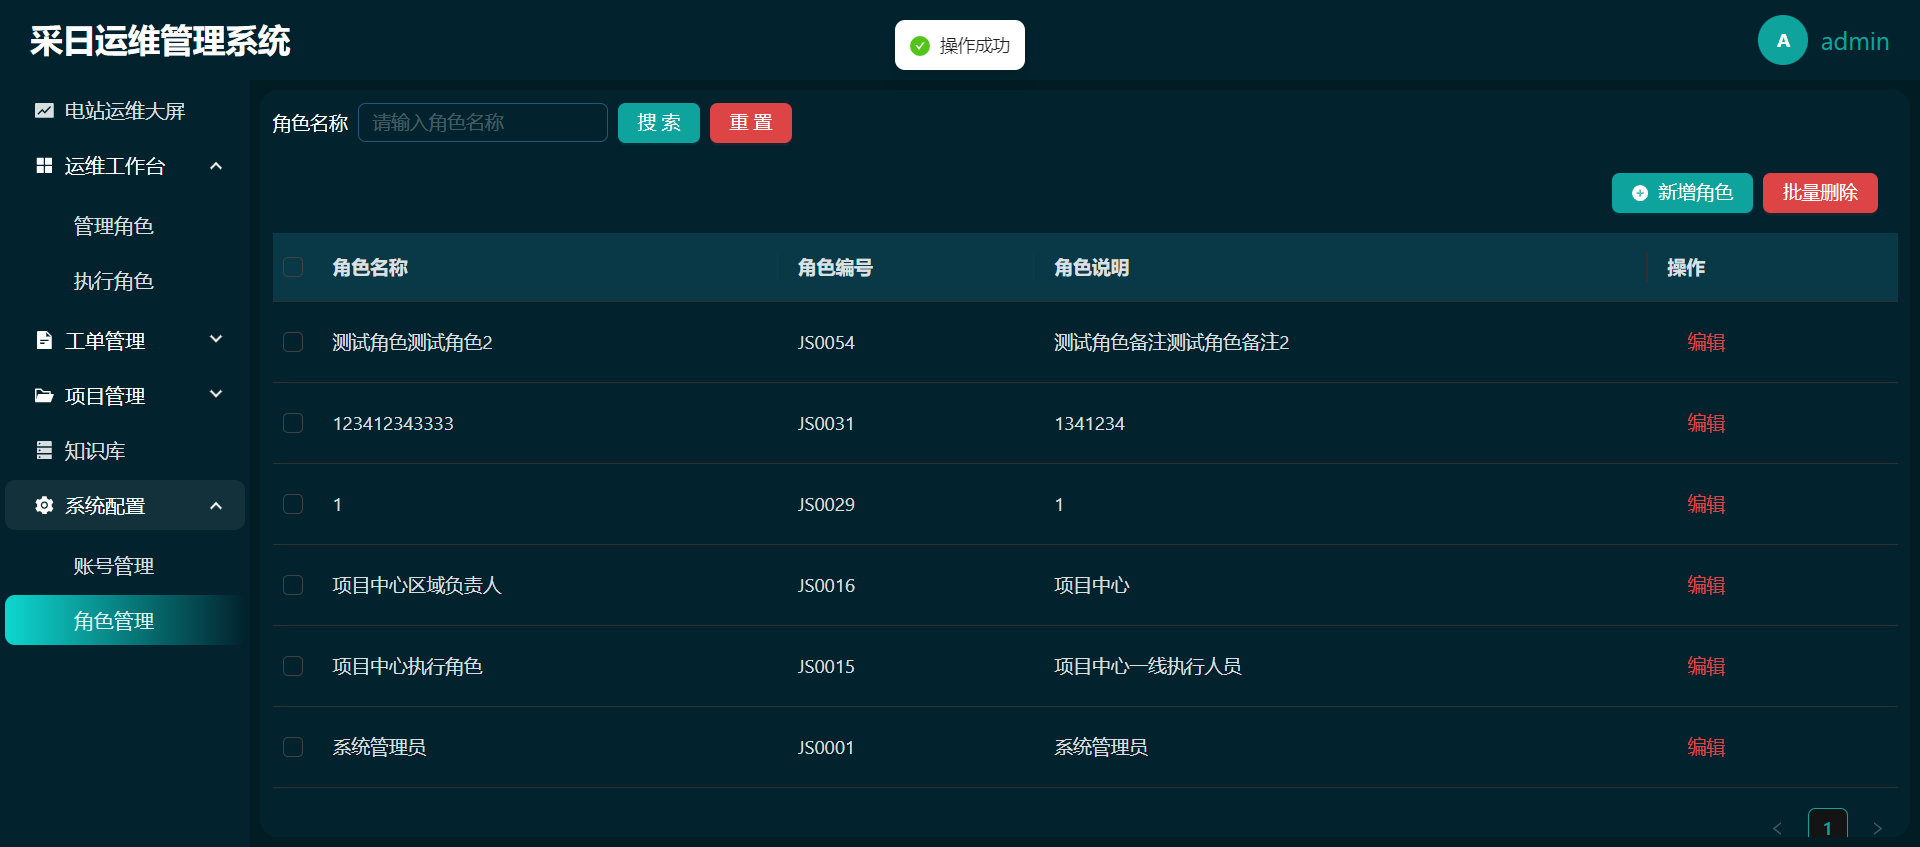 采日运维管理系统
操作成功
A
admin
电站运维大屏
运维工作台
管理角色
执行角色
工单管理
项目管理
知识库
系统配置
账号管理
角色管理
角色名称
请输入角色名称
搜 索
重 置
新增角色
批量删除
角色名称 角色编号 角色说明 操作
测试角色测试角色2 JS0054 测试角色备注测试角色备注2 编辑
123412343333 JS0031 1341234 编辑
1 JS0029 1 编辑
项目中心区域负责人 JS0016 项目中心 编辑
项目中心执行角色 JS0015 项目中心一线执行人员 编辑
系统管理员 JS0001 系统管理员 编辑
1